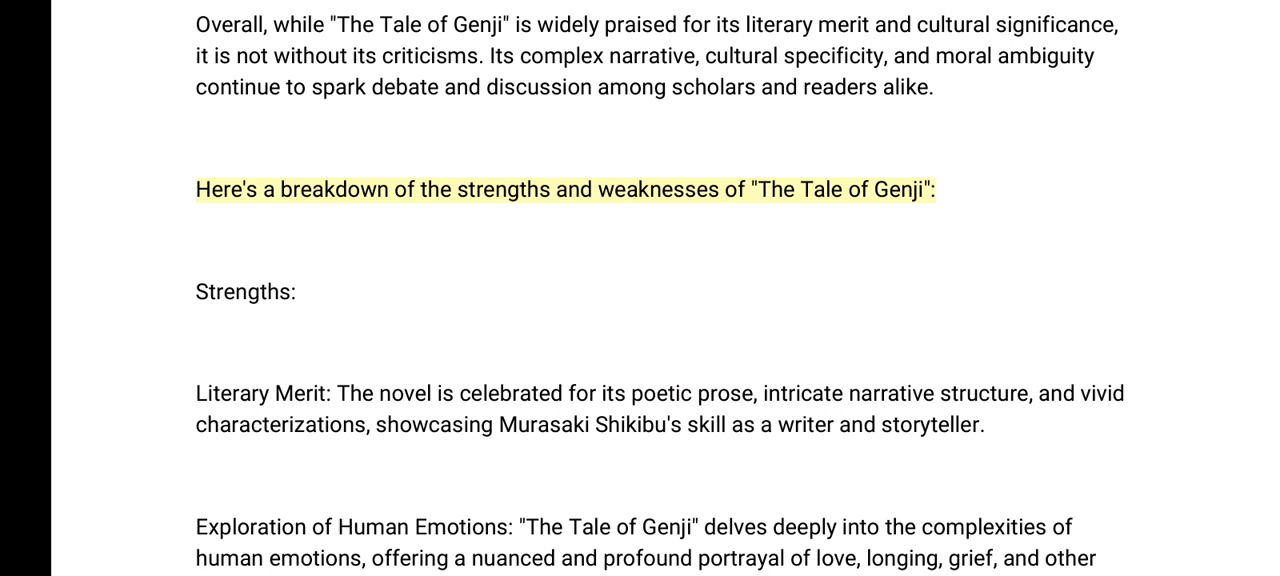 Overall, while "The Tale of Genji" is widely praised for its literary merit and cultural significance,
it is not without its criticisms. Its complex narrative, cultural specificity, and moral ambiguity
continue to spark debate and discussion among scholars and readers alike.
Here's a breakdown of the strengths and weaknesses of "The Tale of Genji":
Strengths:
Literary Merit: The novel is celebrated for its poetic prose, intricate narrative structure, and vivid
characterizations, showcasing Murasaki Shikibu's skill as a writer and storyteller.
Exploration of Human Emotions: "The Tale of Genji" delves deeply into the complexities of
human emotions, offering a nuanced and profound portrayal of love, longing, grief, and other